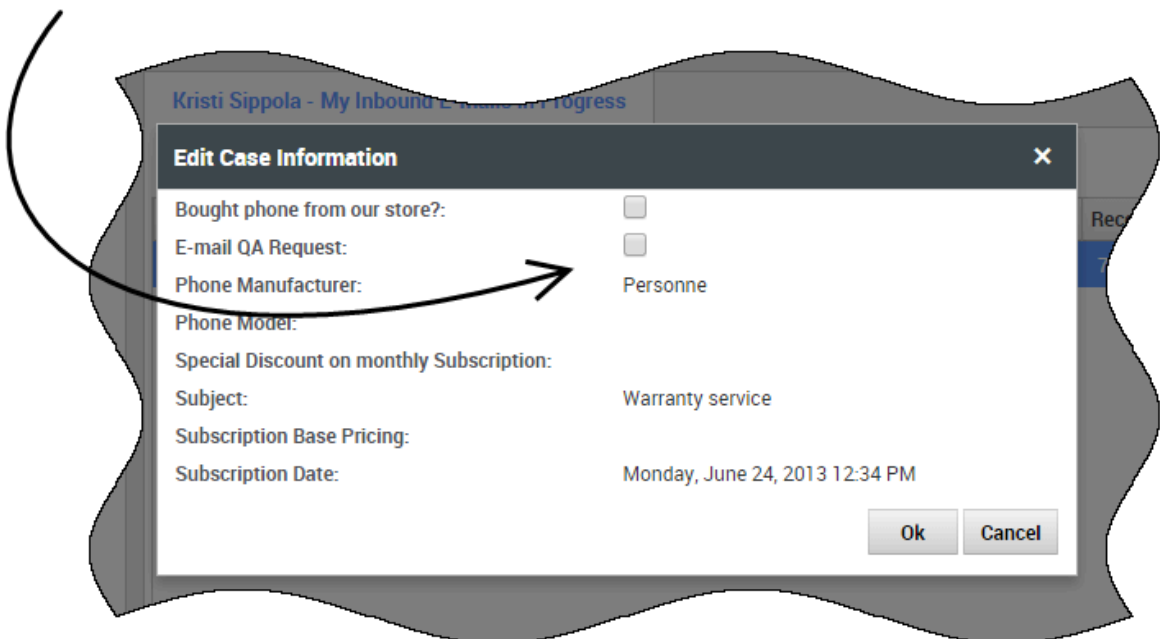 Kristi Sippola - My Inbound E-Mails in Progress
Edit Case Information ×
Bought phone from our store?:
E-mail QA Request:
Phone Manufacturer: Personne
Phone Model:
Special Discount on monthly Subscription:
Subject: Warranty service
Subscription Base Pricing:
Subscription Date: Monday, June 24, 2013 12:34 PM
Ok Cancel